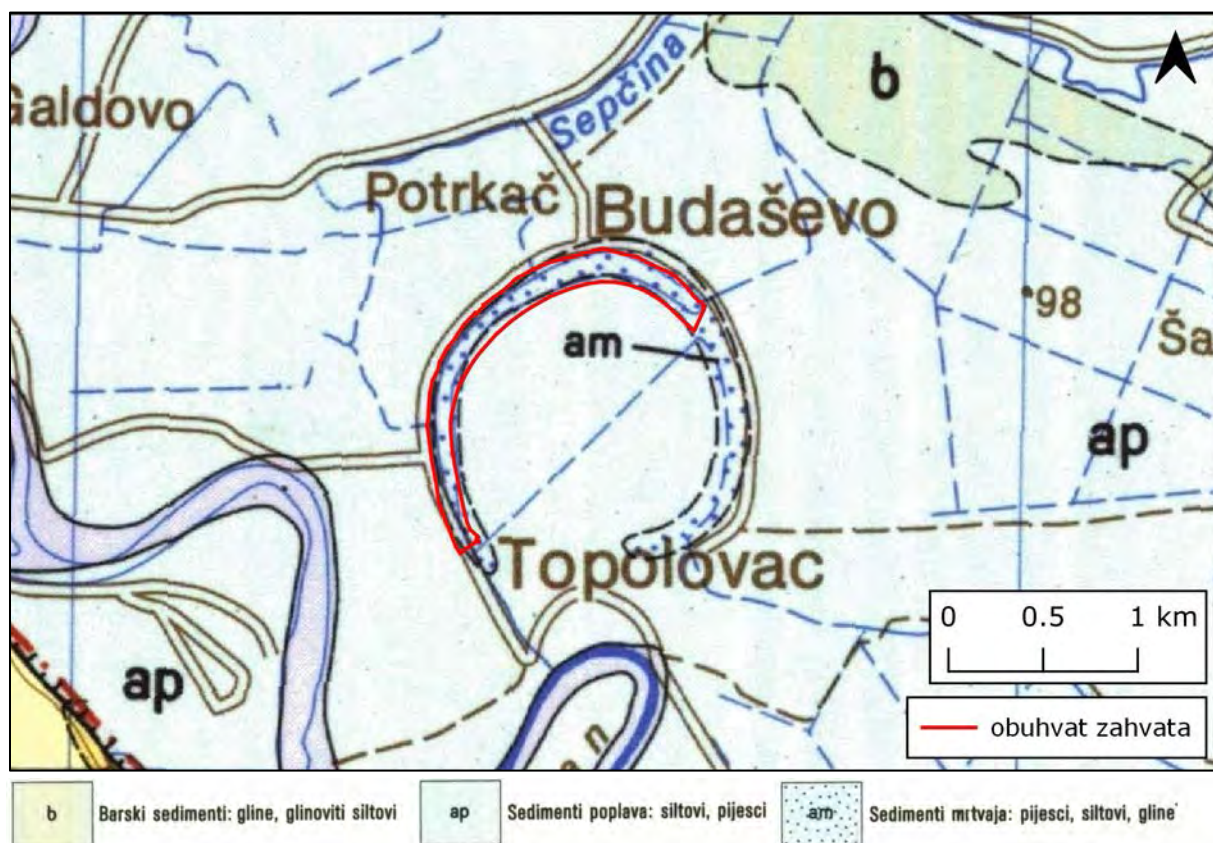 Galdovo
Sepčina
b
Potrkač
Budaševo
98
am
Ša
ap
Topolovac
ap
an
0 0.5 1 km
obuhvat zahvata
b Barski sedimenti: gline, glinoviti siltovi
ap Sedimenti poplava: siltovi, pijesci
am Sedimenti mrtvaja: pijesci, siltovi, gline